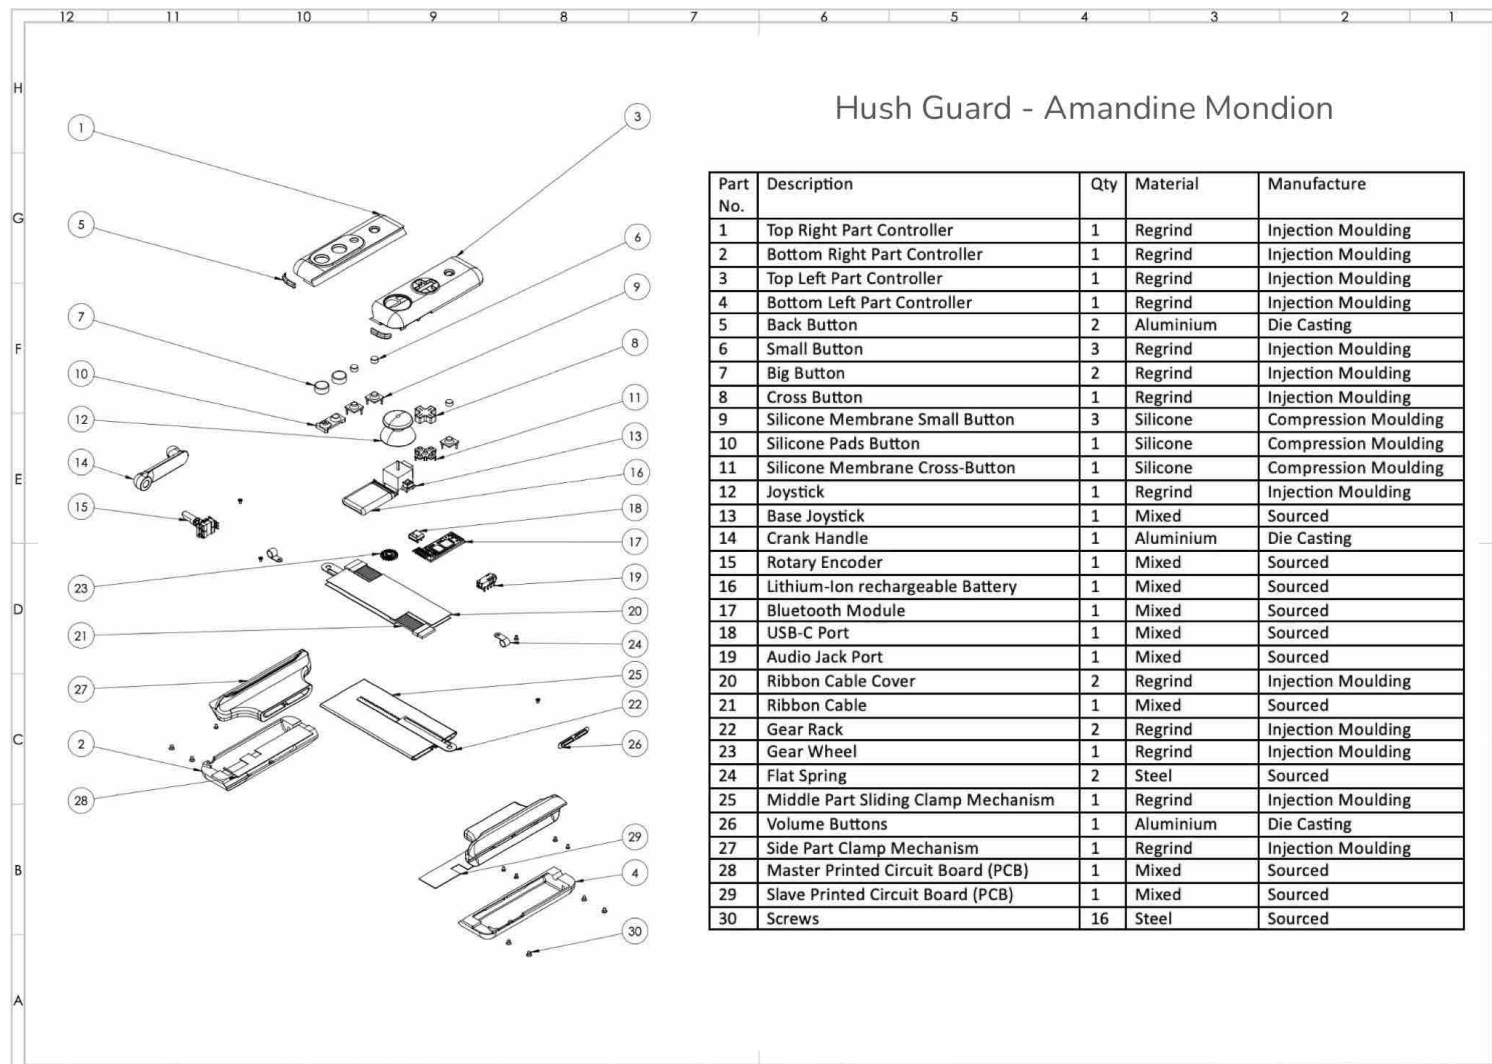 12 11 10 9 8 7 6 5 4 3 2 1
H
G
F
E
D
C
B
A
1
3
5
6
9
7
8
10
11
12
13
14
16
15
18
17
23
19
20
21
24
27
25
22
2
26
28
29
4
30
Hush Guard - Amandine Mondion
Part No. Description Qty Material Manufacture
1 Top Right Part Controller 1 Regrind Injection Moulding
2 Bottom Right Part Controller 1 Regrind Injection Moulding
3 Top Left Part Controller 1 Regrind Injection Moulding
4 Bottom Left Part Controller 1 Regrind Injection Moulding
5 Back Button 2 Aluminium Die Casting
6 Small Button 3 Regrind Injection Moulding
7 Big Button 2 Regrind Injection Moulding
8 Cross Button 1 Regrind Injection Moulding
9 Silicone Membrane Small Button 3 Silicone Compression Moulding
10 Silicone Pads Button 1 Silicone Compression Moulding
11 Silicone Membrane Cross-Button 1 Silicone Compression Moulding
12 Joystick 1 Regrind Injection Moulding
13 Base Joystick 1 Mixed Sourced
14 Crank Handle 1 Aluminium Die Casting
15 Rotary Encoder 1 Mixed Sourced
16 Lithium-Ion rechargeable Battery 1 Mixed Sourced
17 Bluetooth Module 1 Mixed Sourced
18 USB-C Port 1 Mixed Sourced
19 Audio Jack Port 1 Mixed Sourced
20 Ribbon Cable Cover 2 Regrind Injection Moulding
21 Ribbon Cable 1 Mixed Sourced
22 Gear Rack 2 Regrind Injection Moulding
23 Gear Wheel 1 Regrind Injection Moulding
24 Flat Spring 2 Steel Sourced
25 Middle Part Sliding Clamp Mechanism 1 Regrind Injection Moulding
26 Volume Buttons 1 Aluminium Die Casting
27 Side Part Clamp Mechanism 1 Regrind Injection Moulding
28 Master Printed Circuit Board (PCB) 1 Mixed Sourced
29 Slave Printed Circuit Board (PCB) 1 Mixed Sourced
30 Screws 16 Steel Sourced